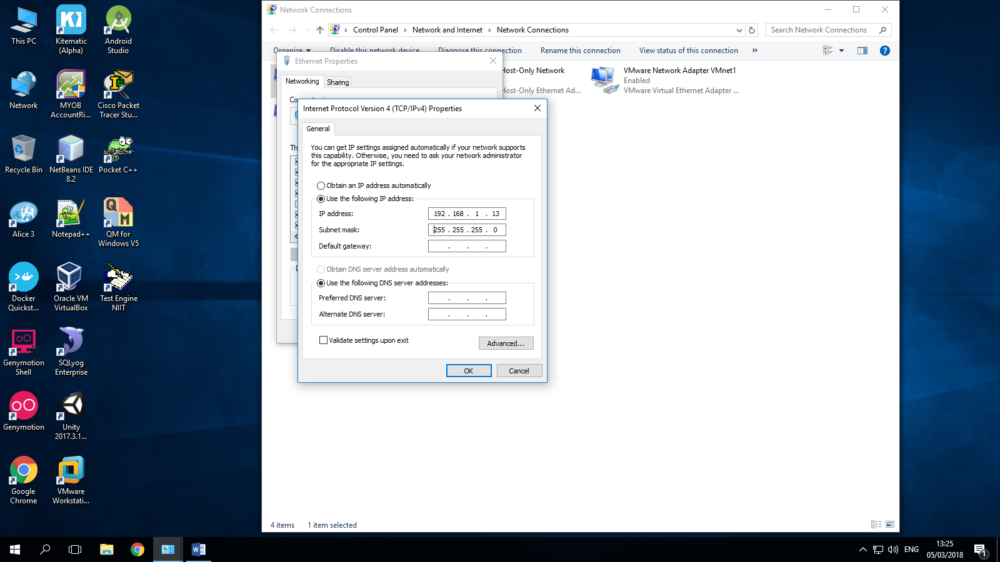 This PC
Kitematic
(Alpha)
Android
Studio
Network
MYOB
AccountRi...
Cisco Packet
Tracer Stu...
Recycle Bin
NetBeans IDE
8.2
Pocket C++
Alice 3
Notepad++
QM for
Windows V5
Docker
Quickst...
Oracle VM
VirtualBox
Test Engine
NIIT
Genymotion
Shell
SQLyog
Enterprise
Genymotion
Unity
2017.3.1...
Google
Chrome
VMware
Workstati...
Network Connections
Control Panel > Network and Internet > Network Connections
Search Network Connections
Organize
Disable this network device
Diagnose this connection
Rename this connection
View status of this connection
»
Host-Only Network
Host-Only Ethernet Ad...
VMware Network Adapter VMnet1
Enabled
VMware Virtual Ethernet Adapter ...
Ethernet Properties
Networking
Sharing
Internet Protocol Version 4 (TCP/IPv4) Properties
General
You can get IP settings assigned automatically if your network supports
this capability. Otherwise, you need to ask your network administrator
for the appropriate IP settings.
Obtain an IP address automatically
Use the following IP address:
IP address: 192 . 168 . 1 . 13
Subnet mask: 255 . 255 . 255 . 0
Default gateway: . . .
Obtain DNS server address automatically
Use the following DNS server addresses:
Preferred DNS server: . . .
Alternate DNS server: . . .
Validate settings upon exit
Advanced...
OK
Cancel
4 items
1 item selected
ENG
13:25
05/03/2018
1